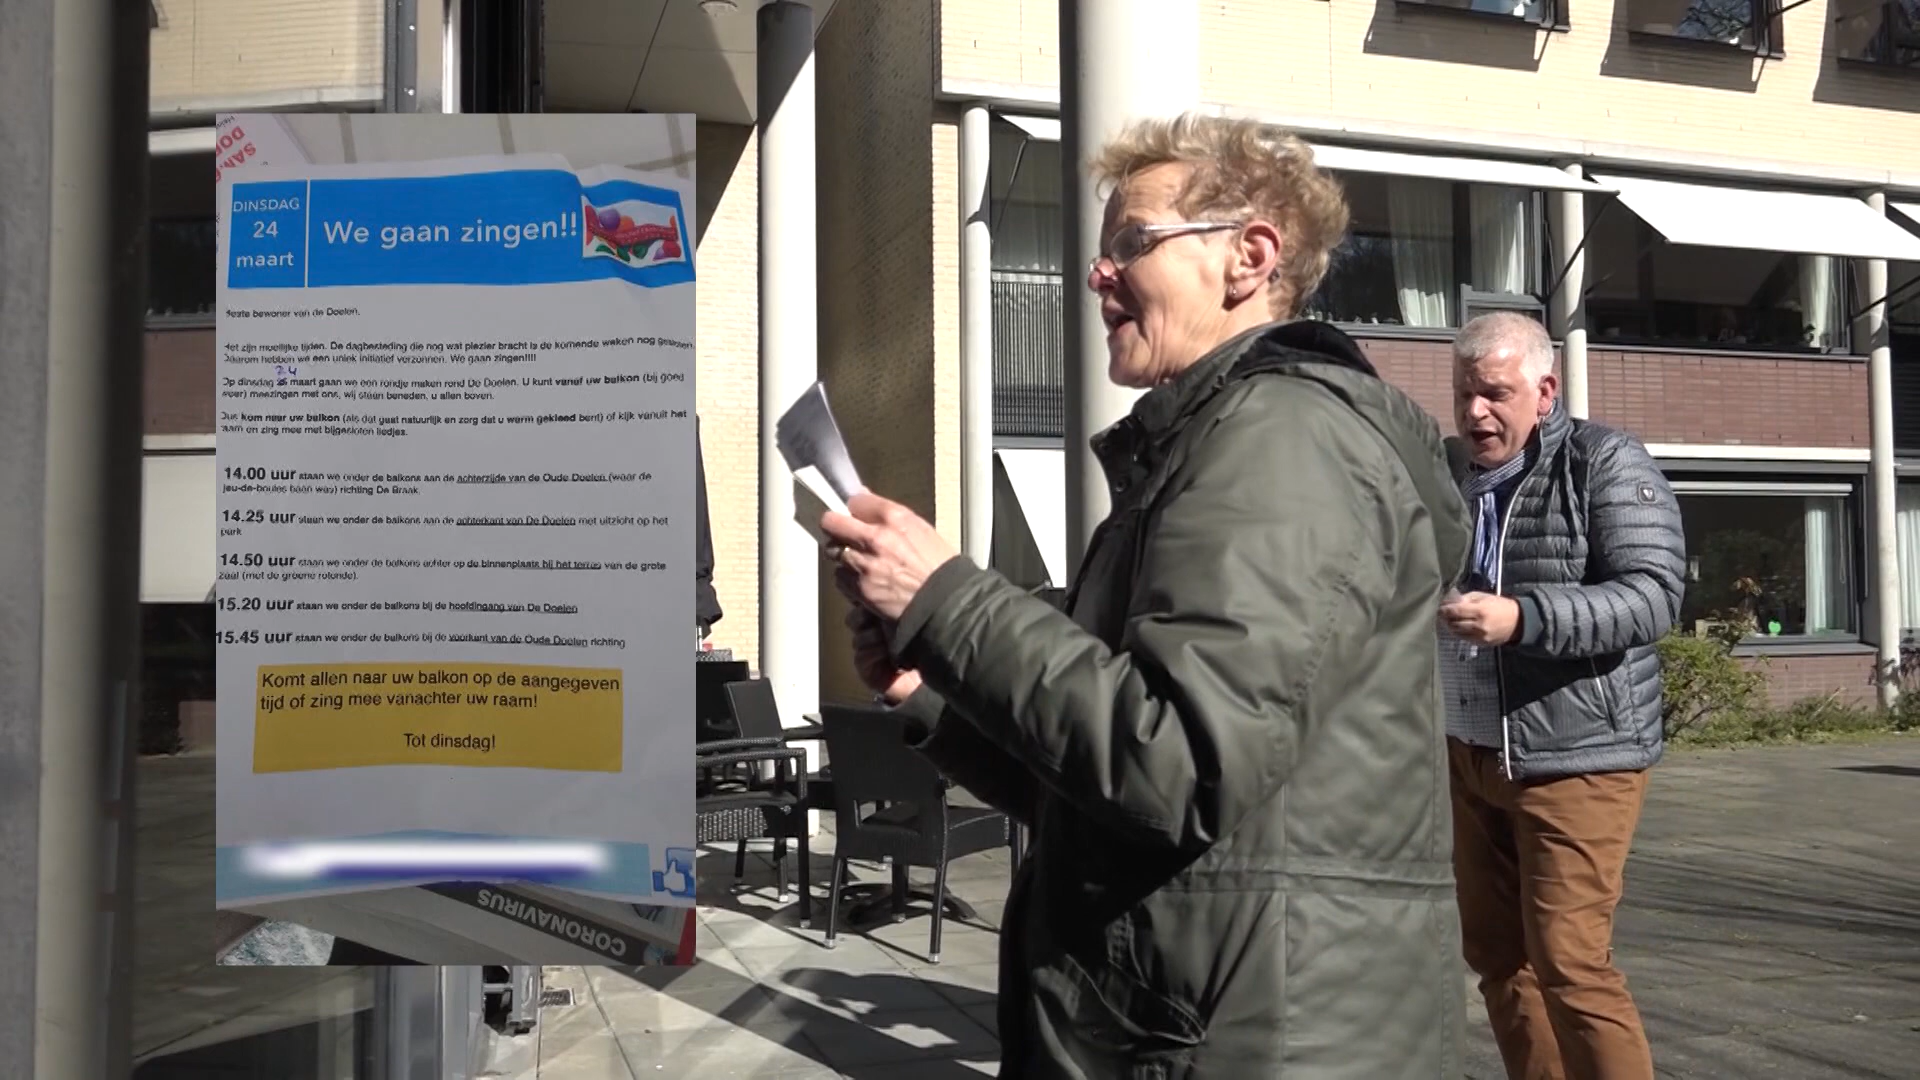 SAM
DOO
DINSDAG
24
maart
We gaan zingen!!
Beste bewoner van de Doelen,
Het zijn moeilijke tijden. De dagbesteding die nog wat plezier bracht is de komende weken nog gesloten.
Daarom hebben we een uniek initiatief verzonnen. We gaan zingen!!!!
24
Op dinsdag maart gaan we een rondje maken rond De Doelen. U kunt vanaf uw balkon (bij goed
weer) meezingen met ons, wij staan beneden, u allen boven.
Dus kom naar uw balkon (als dat gaat natuurlijk en zorg dat u warm gekleed bent) of kijk vanuit het
raam en zing mee met bijgesloten liedjes.
14.00 uur staan we onder de balkons aan de achterzijde van de Oude Doelen (waar de
jeu-de-boules baan was) richting De Braak.
14.25 uur staan we onder de balkons aan de achterkant van De Doelen met uitzicht op het
park
14.50 uur staan we onder de balkons achter op de binnenplaats bij het terras van de grote
zaal (met de groene rotonde).
15.20 uur staan we onder de balkons bij de hoofdingang van De Doelen
15.45 uur staan we onder de balkons bij de voorkant van de Oude Doelen richting
Komt allen naar uw balkon op de aangegeven
tijd of zing mee vanachter uw raam!
Tot dinsdag!
CORONAVIRUS